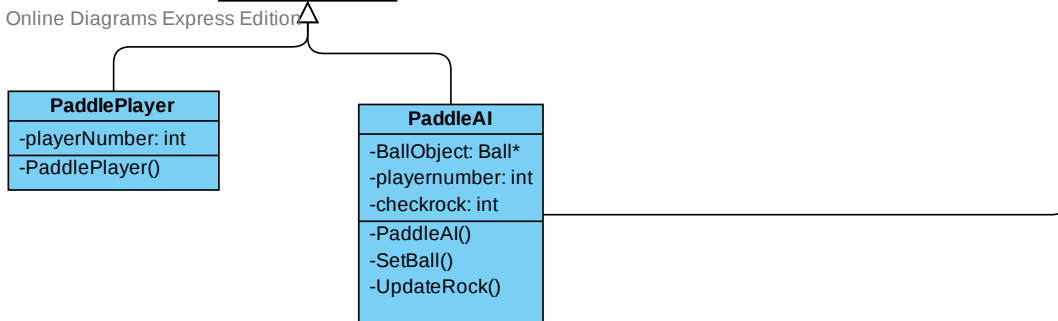 Online Diagrams Express Edition
PaddlePlayer
-playerNumber: int
-PaddlePlayer()
PaddleAI
-BallObject: Ball*
-playernumber: int
-checkrock: int
-PaddleAI()
-SetBall()
-UpdateRock()